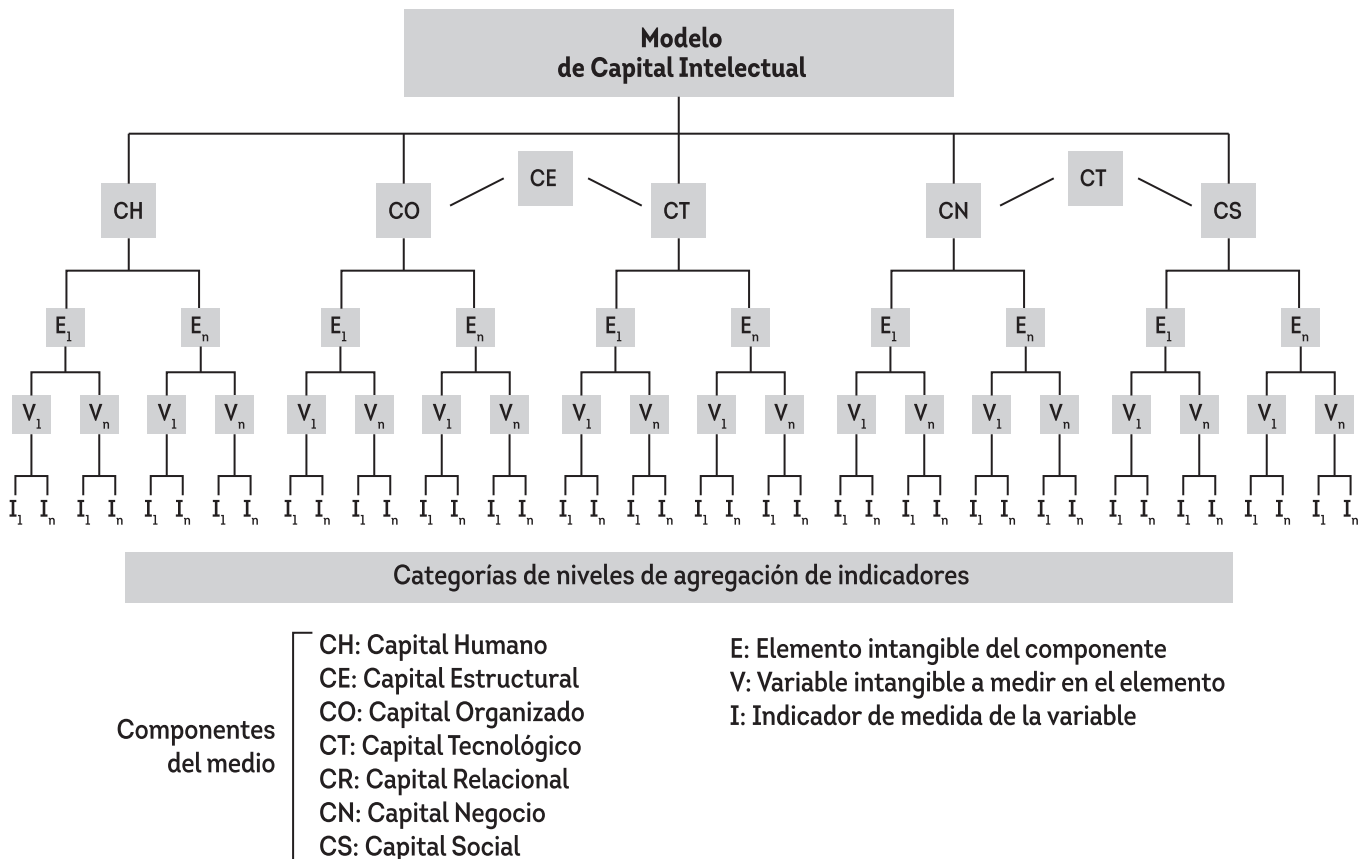 Modelo
de Capital Intelectual
CE CT
CH CO CT CN CS
E1 En E1 En E1 En E1 En E1 En
V1 Vn V1 Vn V1 Vn V1 Vn V1 Vn V1 Vn V1 Vn V1 Vn V1 Vn V1 Vn
I1 In I1 In I1 In I1 In I1 In I1 In I1 In I1 In I1 In I1 In I1 In I1 In I1 In I1 In I1 In I1 In I1 In I1 In I1 In I1 In
Categorías de niveles de agregación de indicadores
Componentes
del medio
CH: Capital Humano
CE: Capital Estructural
CO: Capital Organizado
CT: Capital Tecnológico
CR: Capital Relacional
CN: Capital Negocio
CS: Capital Social
E: Elemento intangible del componente
V: Variable intangible a medir en el elemento
I: Indicador de medida de la variable